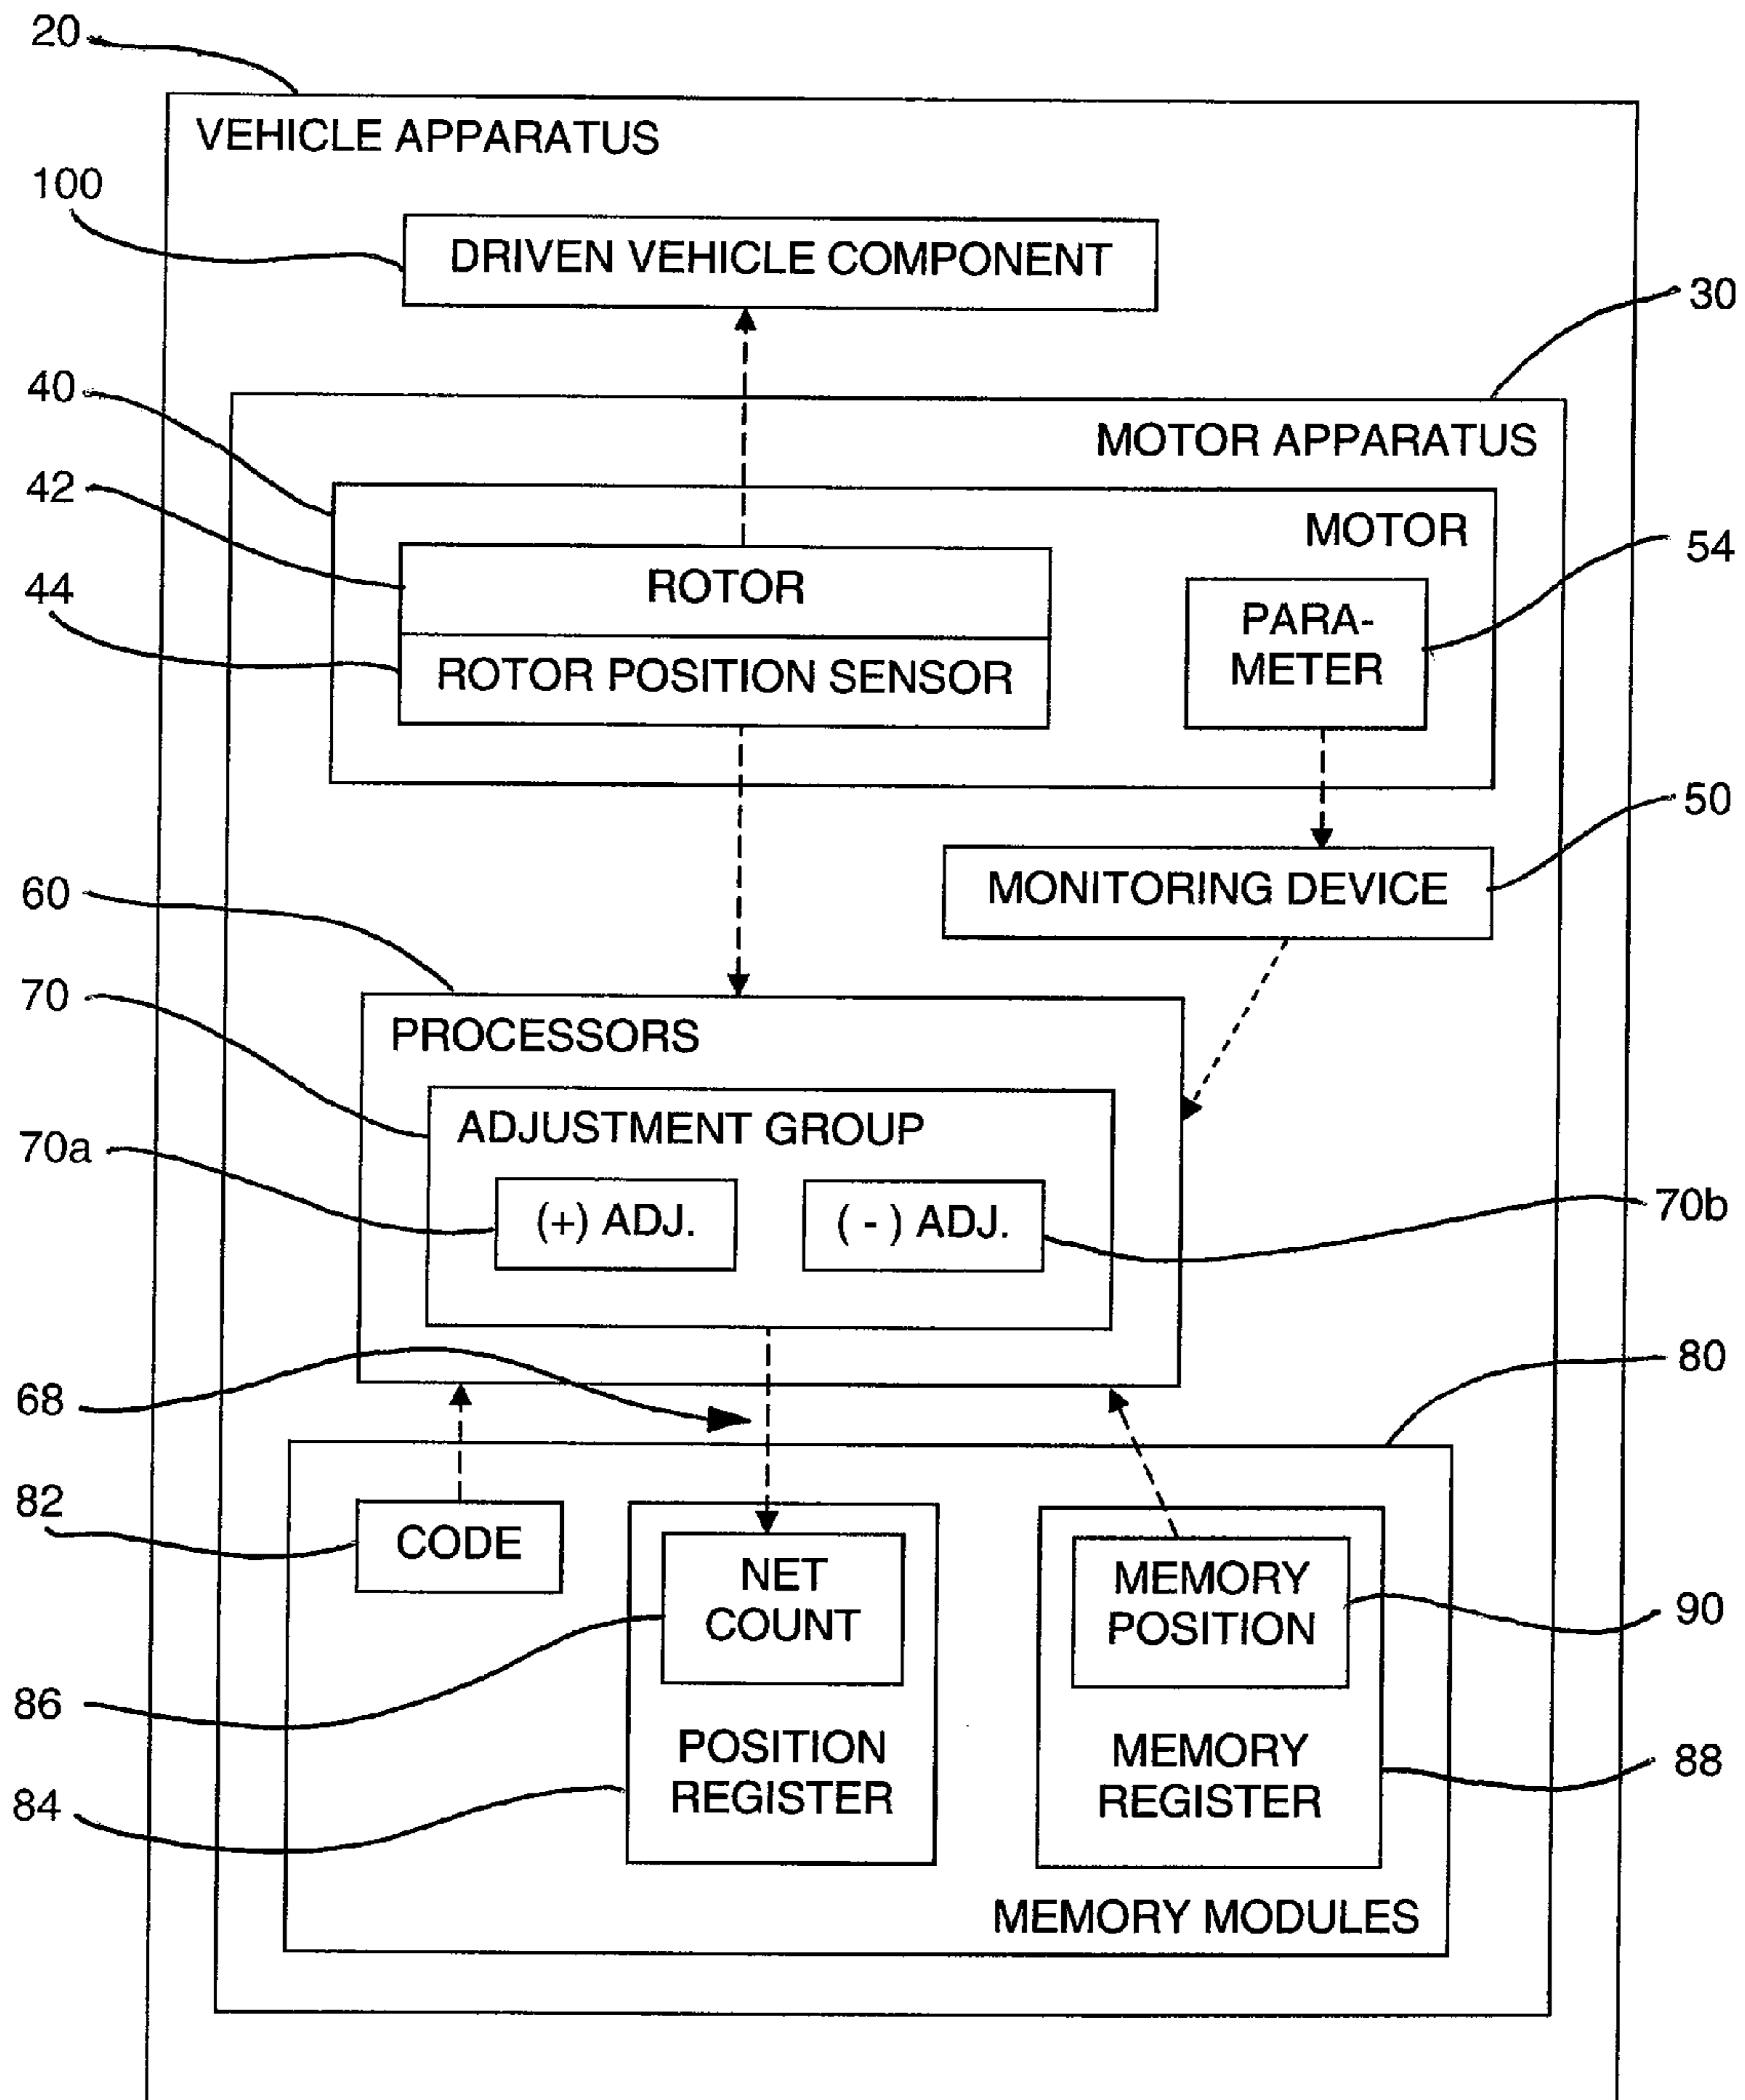 20
VEHICLE APPARATUS
100
DRIVEN VEHICLE COMPONENT
30
40
MOTOR APPARATUS
42
MOTOR
54
44
ROTOR
PARA-
METER
ROTOR POSITION SENSOR
50
60
MONITORING DEVICE
70
PROCESSORS
ADJUSTMENT GROUP
70a
(+) ADJ.
( - ) ADJ.
70b
80
68
82
CODE
NET
COUNT
MEMORY
POSITION
90
86
POSITION
REGISTER
MEMORY
REGISTER
88
84
MEMORY MODULES